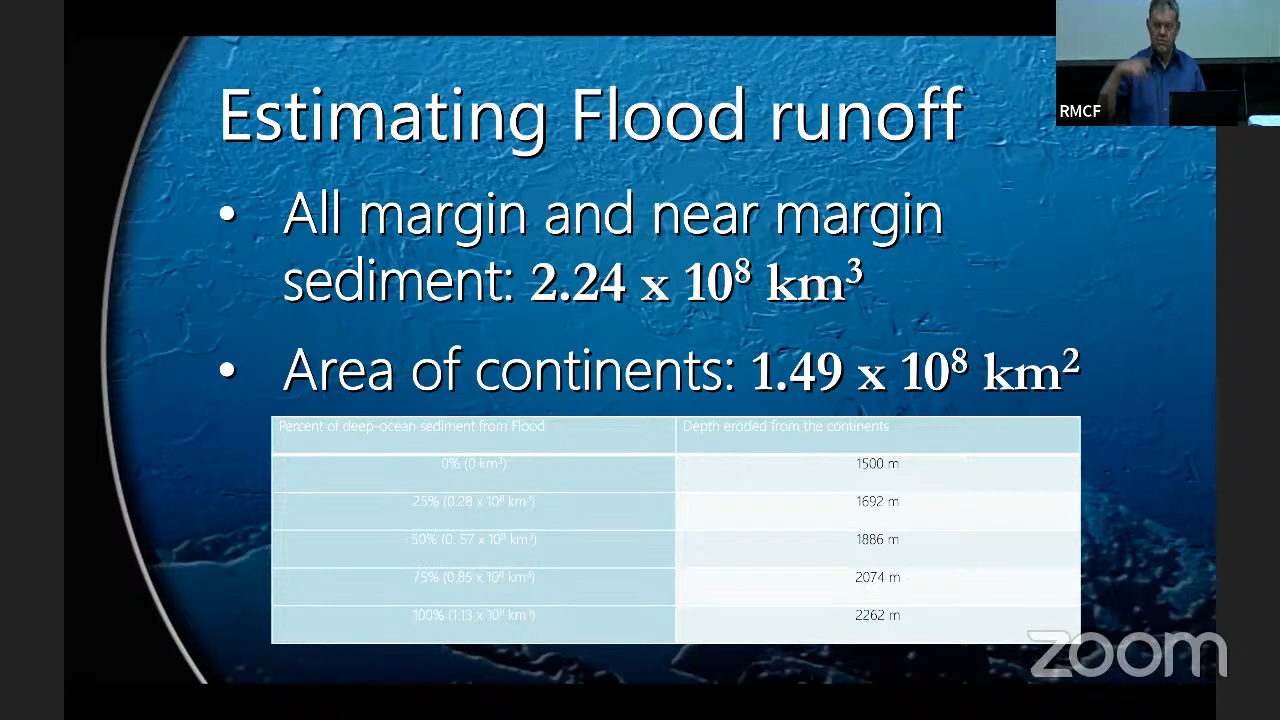 Estimating Flood runoff
RMCF
• All margin and near margin
sediment: 2.24 x 10⁸ km³
• Area of continents: 1.49 x 10⁸ km²
Percent of deep-ocean sediment from Flood Depth eroded from the continents
0% (0 km³) 1500 m
25% (0.28 x 10⁸ km³) 1692 m
50% (0. 57 x 10⁸ km³) 1886 m
75% (0.85 x 10⁸ km³) 2074 m
100% (1.13 x 10⁸ km³) 2262 m
zoom